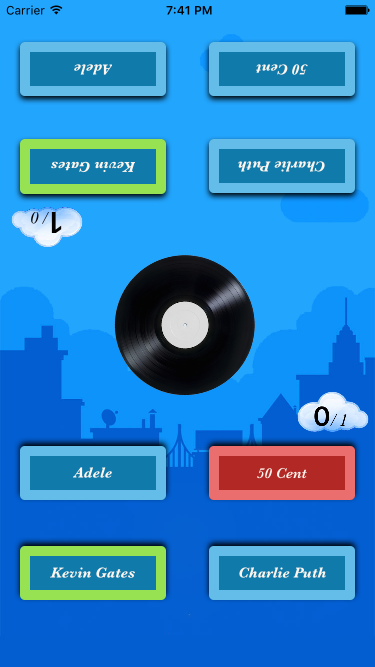 Carrier 7:41 PM
Adele 50 Cent
Kevin Gates Charlie Puth
1/0
0/1
Adele 50 Cent
Kevin Gates Charlie Puth